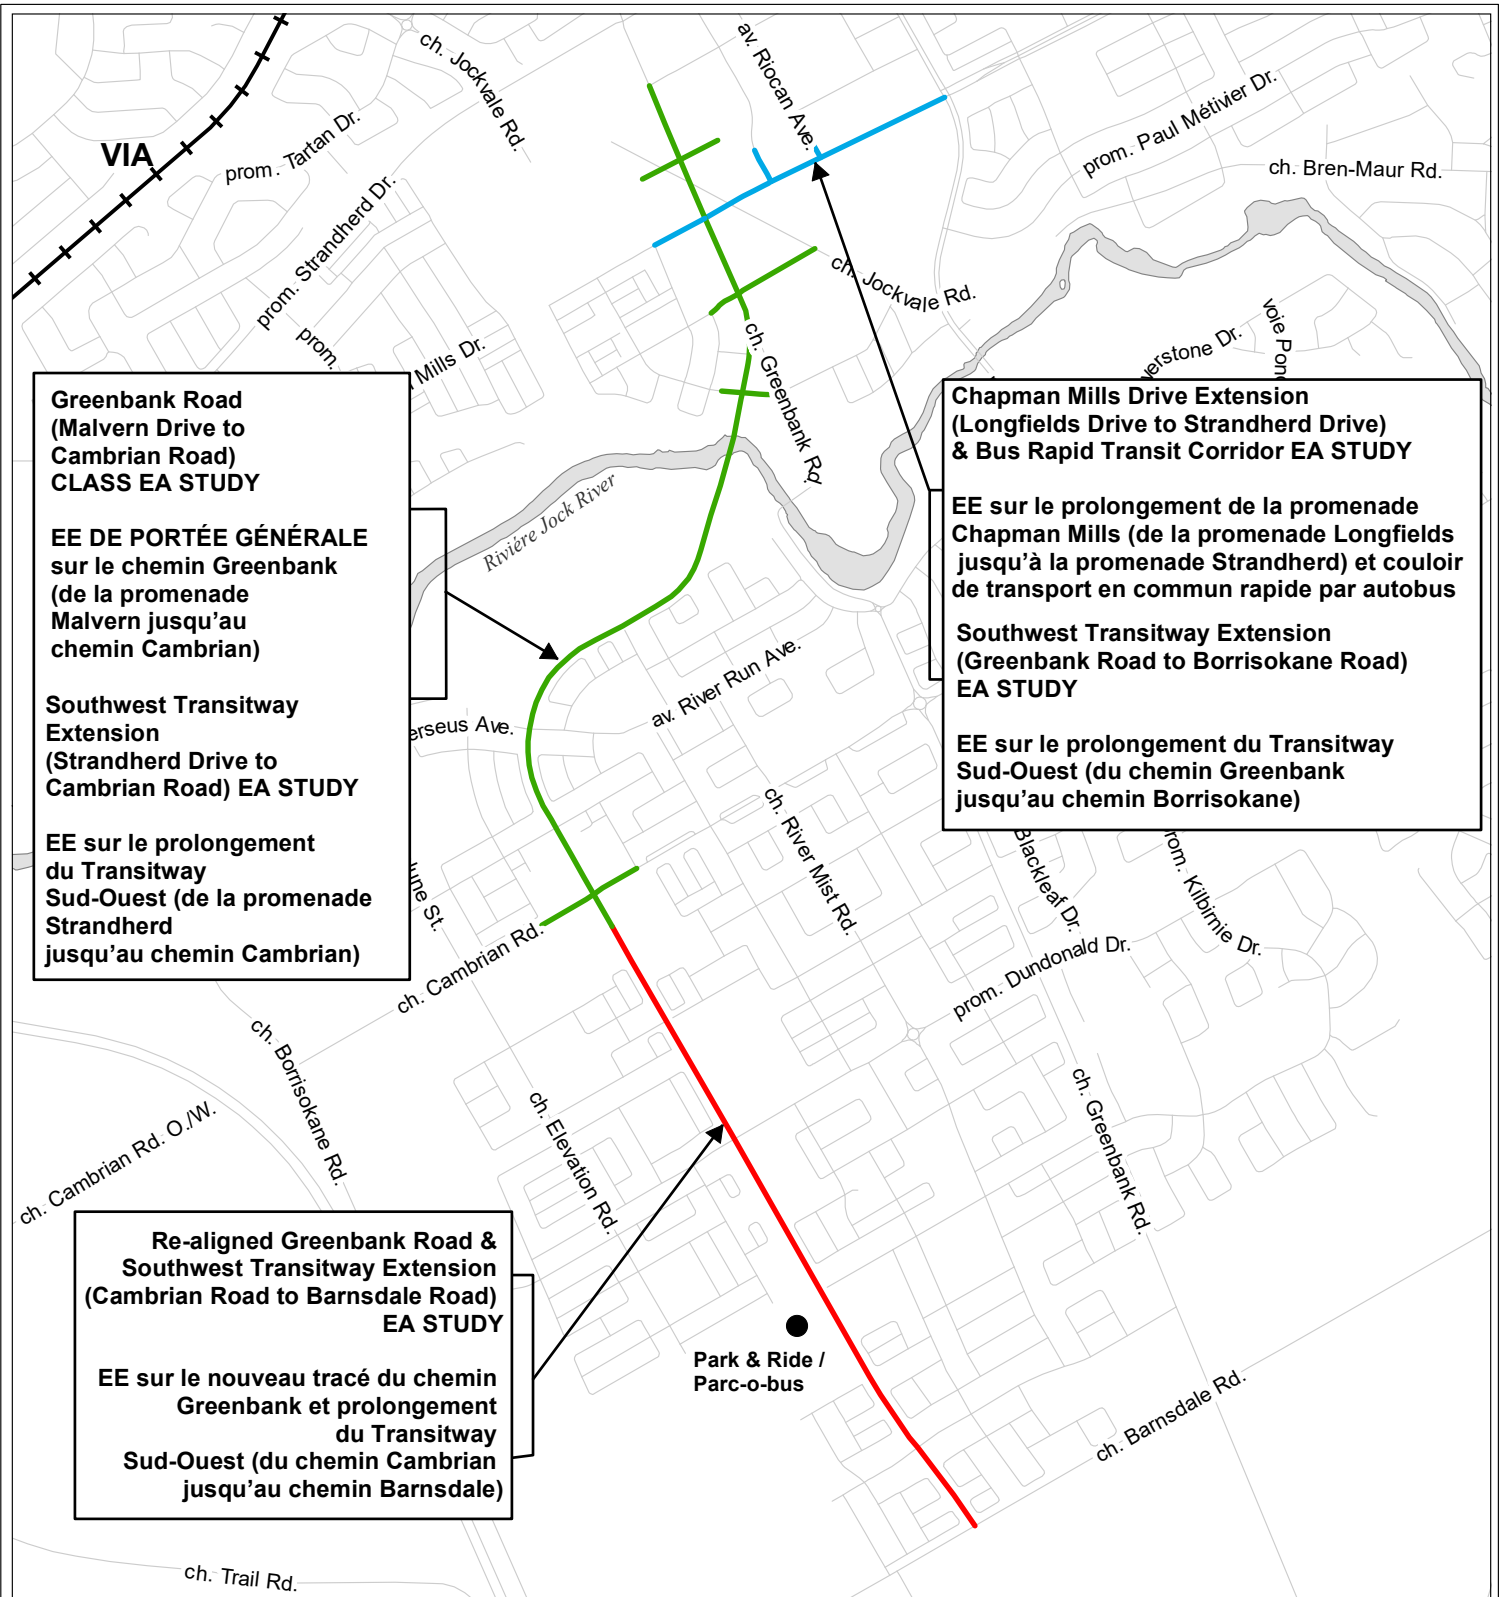 ch. Jockvale Rd.
av. Riocan Ave.
VIA
prom. Tartan Dr.
prom. Paul Métivier Dr.
ch. Bren-Maur Rd.
prom. Strandherd Dr.
ch. Jockvale Rd.
prom.
Mills Dr.
ch. Greenbank Rd.
erstone Dr.
voie Pon
Greenbank Road
(Malvern Drive to
Cambrian Road)
CLASS EA STUDY
EE DE PORTÉE GÉNÉRALE
sur le chemin Greenbank
(de la promenade
Malvern jusqu'au
chemin Cambrian)
Southwest Transitway
Extension
(Strandherd Drive to
Cambrian Road) EA STUDY
EE sur le prolongement
du Transitway
Sud-Ouest (de la promenade
Strandherd
jusqu'au chemin Cambrian)
Chapman Mills Drive Extension
(Longfields Drive to Strandherd Drive)
& Bus Rapid Transit Corridor EA STUDY
EE sur le prolongement de la promenade
Chapman Mills (de la promenade Longfields
jusqu'à la promenade Strandherd) et couloir
de transport en commun rapide par autobus
Southwest Transitway Extension
(Greenbank Road to Borrisokane Road)
EA STUDY
EE sur le prolongement du Transitway
Sud-Ouest (du chemin Greenbank
jusqu'au chemin Borrisokane)
Riviére Jock River
av. River Run Ave.
erseus Ave.
ch. River Mist Rd.
Blackleaf Dr.
rom. Kilbirnie Dr.
une St.
ch. Cambrian Rd.
prom. Dundonald Dr.
ch. Borrisokane Rd.
ch. Elevation Rd.
ch. Greenbank Rd.
ch. Cambrian Rd. O./W.
Re-aligned Greenbank Road &
Southwest Transitway Extension
(Cambrian Road to Barnsdale Road)
EA STUDY
EE sur le nouveau tracé du chemin
Greenbank et prolongement
du Transitway
Sud-Ouest (du chemin Cambrian
jusqu'au chemin Barnsdale)
Park & Ride /
Parc-o-bus
ch. Barnsdale Rd.
ch. Trail Rd.